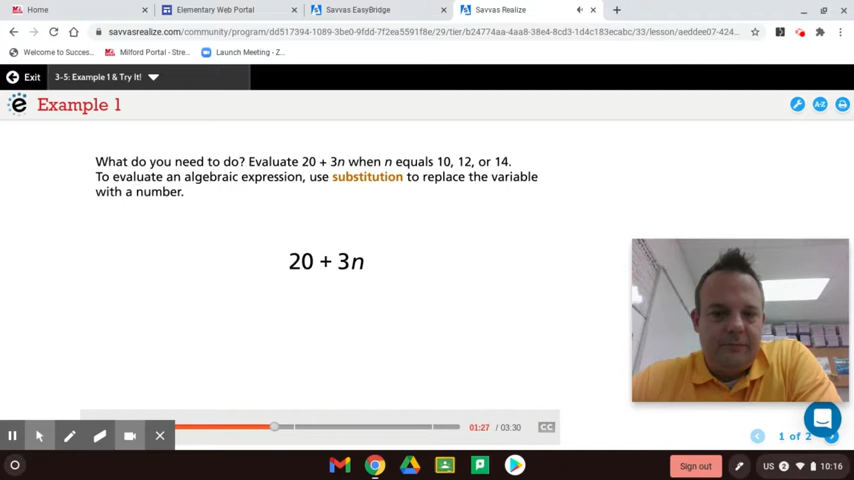 Home
Elementary Web Portal
Savvas EasyBridge
Savvas Realize
savvasrealize.com/community/program/dd517394-1089-3be0-9fdd-7f2ea5591f8e/29/tier/b24774aa-4aa8-38e4-8cd3-1d4c183ecabc/33/lesson/aeddee07-424...
Welcome to Succes...
Milford Portal - Stre...
Launch Meeting - Z...
Exit
3-5: Example 1 & Try It!
e Example 1
A-Z
What do you need to do? Evaluate 20 + 3n when n equals 10, 12, or 14.
To evaluate an algebraic expression, use substitution to replace the variable
with a number.
20 + 3n
01:27 / 03:30
CC
1 of 2
Sign out
US 2 10:16